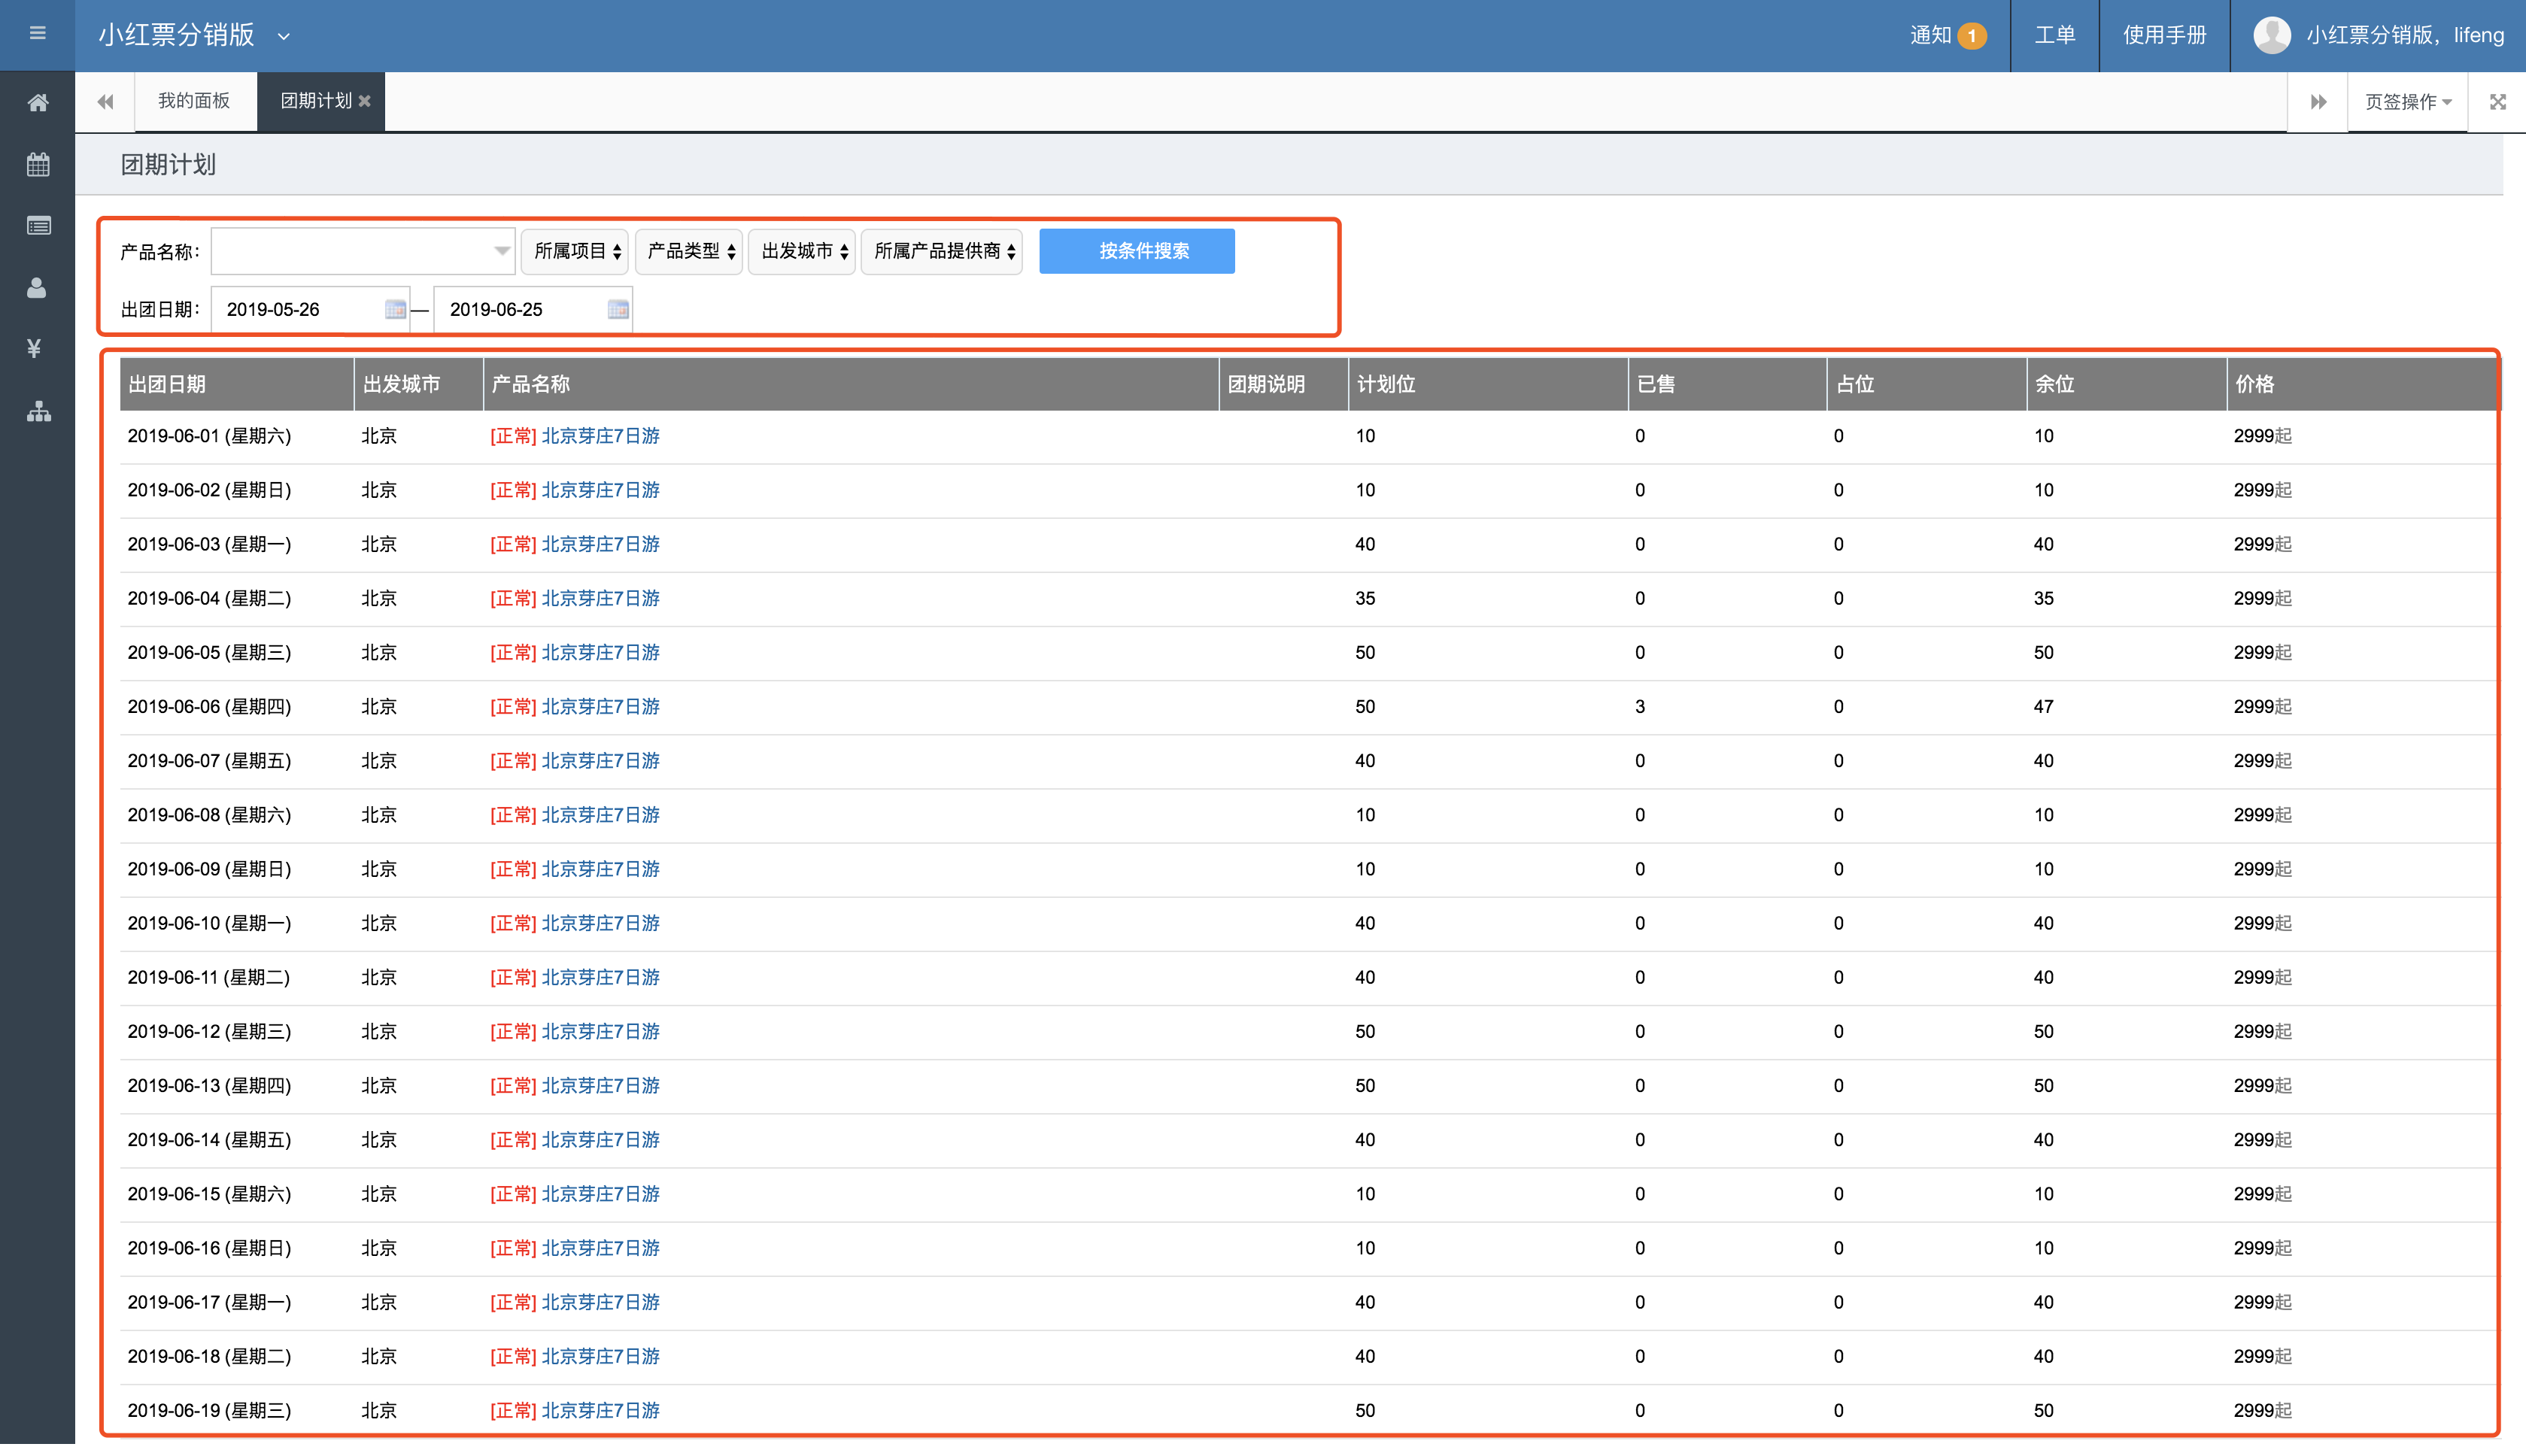 小红票分销版
通知 1 工单 使用手册 小红票分销版，lifeng
我的面板 团期计划 页签操作
团期计划
产品名称： 所属项目 产品类型 出发城市 所属产品提供商 按条件搜索
出团日期： 2019-05-26 — 2019-06-25
出团日期 出发城市 产品名称 团期说明 计划位 已售 占位 余位 价格
2019-06-01 (星期六) 北京 [正常] 北京芽庄7日游 10 0 0 10 2999起
2019-06-02 (星期日) 北京 [正常] 北京芽庄7日游 10 0 0 10 2999起
2019-06-03 (星期一) 北京 [正常] 北京芽庄7日游 40 0 0 40 2999起
2019-06-04 (星期二) 北京 [正常] 北京芽庄7日游 35 0 0 35 2999起
2019-06-05 (星期三) 北京 [正常] 北京芽庄7日游 50 0 0 50 2999起
2019-06-06 (星期四) 北京 [正常] 北京芽庄7日游 50 3 0 47 2999起
2019-06-07 (星期五) 北京 [正常] 北京芽庄7日游 40 0 0 40 2999起
2019-06-08 (星期六) 北京 [正常] 北京芽庄7日游 10 0 0 10 2999起
2019-06-09 (星期日) 北京 [正常] 北京芽庄7日游 10 0 0 10 2999起
2019-06-10 (星期一) 北京 [正常] 北京芽庄7日游 40 0 0 40 2999起
2019-06-11 (星期二) 北京 [正常] 北京芽庄7日游 40 0 0 40 2999起
2019-06-12 (星期三) 北京 [正常] 北京芽庄7日游 50 0 0 50 2999起
2019-06-13 (星期四) 北京 [正常] 北京芽庄7日游 50 0 0 50 2999起
2019-06-14 (星期五) 北京 [正常] 北京芽庄7日游 40 0 0 40 2999起
2019-06-15 (星期六) 北京 [正常] 北京芽庄7日游 10 0 0 10 2999起
2019-06-16 (星期日) 北京 [正常] 北京芽庄7日游 10 0 0 10 2999起
2019-06-17 (星期一) 北京 [正常] 北京芽庄7日游 40 0 0 40 2999起
2019-06-18 (星期二) 北京 [正常] 北京芽庄7日游 40 0 0 40 2999起
2019-06-19 (星期三) 北京 [正常] 北京芽庄7日游 50 0 0 50 2999起